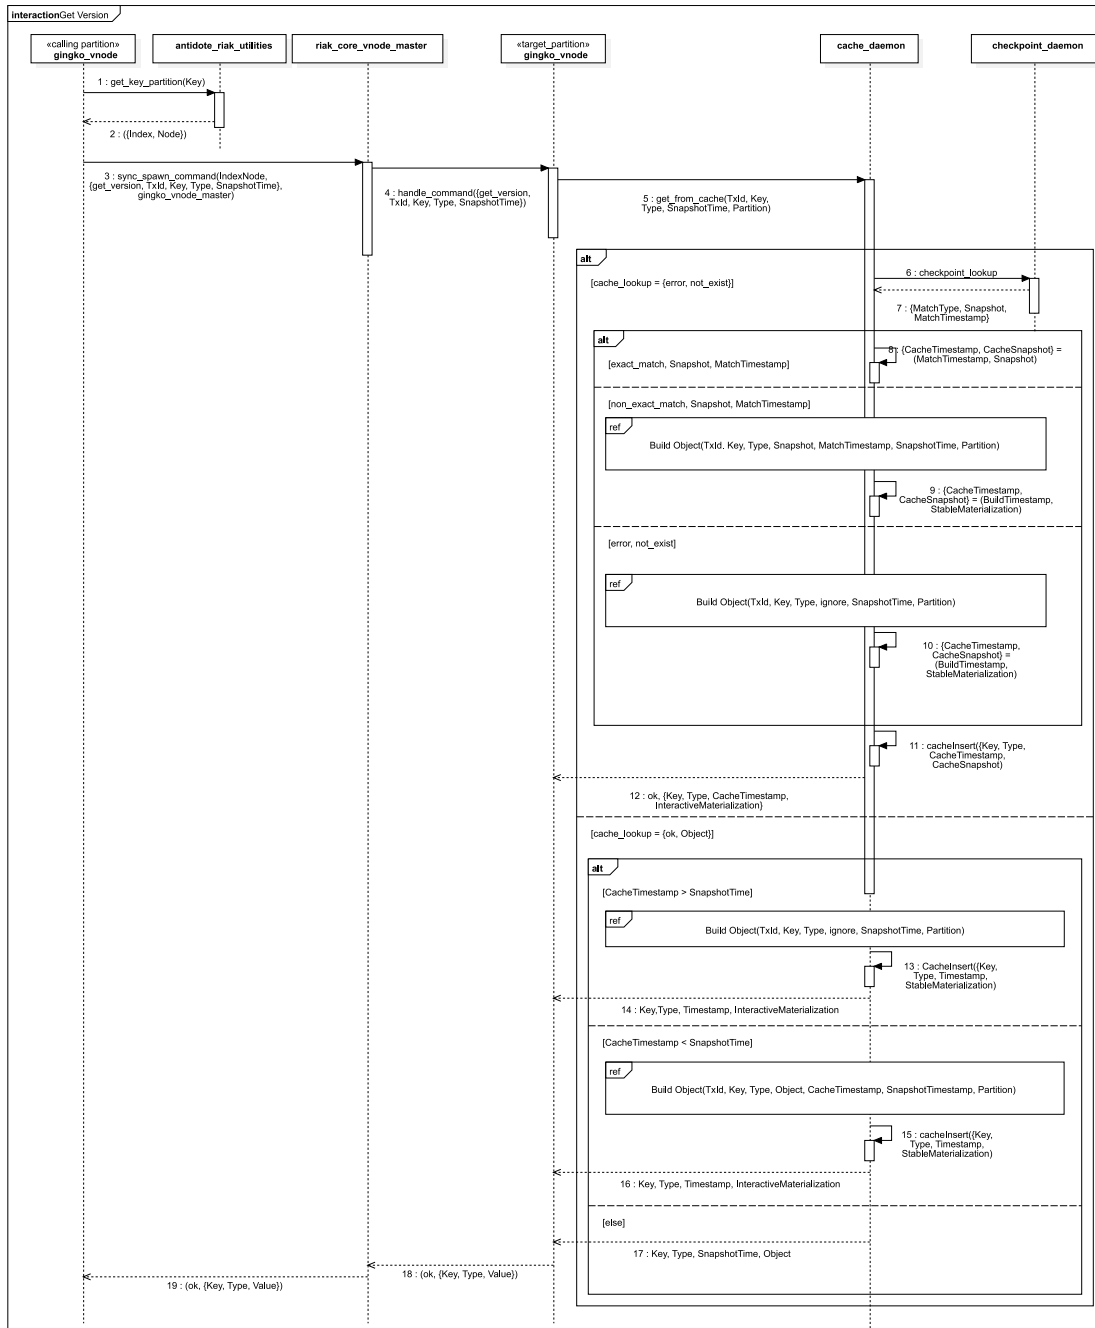 interactionGet Version
«calling partition»
gingko_vnode
antidote_riak_utilities
riak_core_vnode_master
«target_partition»
gingko_vnode
cache_daemon
checkpoint_daemon
1 : get_key_partition(Key)
2 : ({Index, Node})
3 : sync_spawn_command(IndexNode,
{get_version, TxId, Key, Type, SnapshotTime},
gingko_vnode_master)
4 : handle_command({get_version,
TxId, Key, Type, SnapshotTime})
5 : get_from_cache(TxId, Key,
Type, SnapshotTime, Partition)
alt
[cache_lookup = {error, not_exist}]
6 : checkpoint_lookup
7 : {MatchType, Snapshot,
MatchTimestamp}
alt
[exact_match, Snapshot, MatchTimestamp]
8 : {CacheTimestamp, CacheSnapshot} =
(MatchTimestamp, Snapshot)
[non_exact_match, Snapshot, MatchTimestamp]
ref
Build Object(TxId, Key, Type, Snapshot, MatchTimestamp, SnapshotTime, Partition)
9 : {CacheTimestamp,
CacheSnapshot} = (BuildTimestamp,
StableMaterialization)
[error, not_exist]
ref
Build Object(TxId, Key, Type, ignore, SnapshotTime, Partition)
10 : {CacheTimestamp,
CacheSnapshot} =
(BuildTimestamp,
StableMaterialization)
11 : cacheInsert({Key, Type,
CacheTimestamp,
CacheSnapshot)
12 : ok, {Key, Type, CacheTimestamp,
InteractiveMaterialization}
[cache_lookup = {ok, Object}]
alt
[CacheTimestamp > SnapshotTime]
ref
Build Object(TxId, Key, Type, ignore, SnapshotTime, Partition)
13 : CacheInsert({Key,
Type, Timestamp,
StableMaterialization)
14 : Key,Type, Timestamp, InteractiveMaterialization
[CacheTimestamp < SnapshotTime]
ref
Build Object(TxId, Key, Type, Object, CacheTimestamp, SnapshotTimestamp, Partition)
15 : cacheInsert({Key,
Type, Timestamp,
StableMaterialization)
16 : Key, Type, Timestamp, InteractiveMaterialization
[else]
17 : Key, Type, SnapshotTime, Object
18 : (ok, {Key, Type, Value})
19 : (ok, {Key, Type, Value})